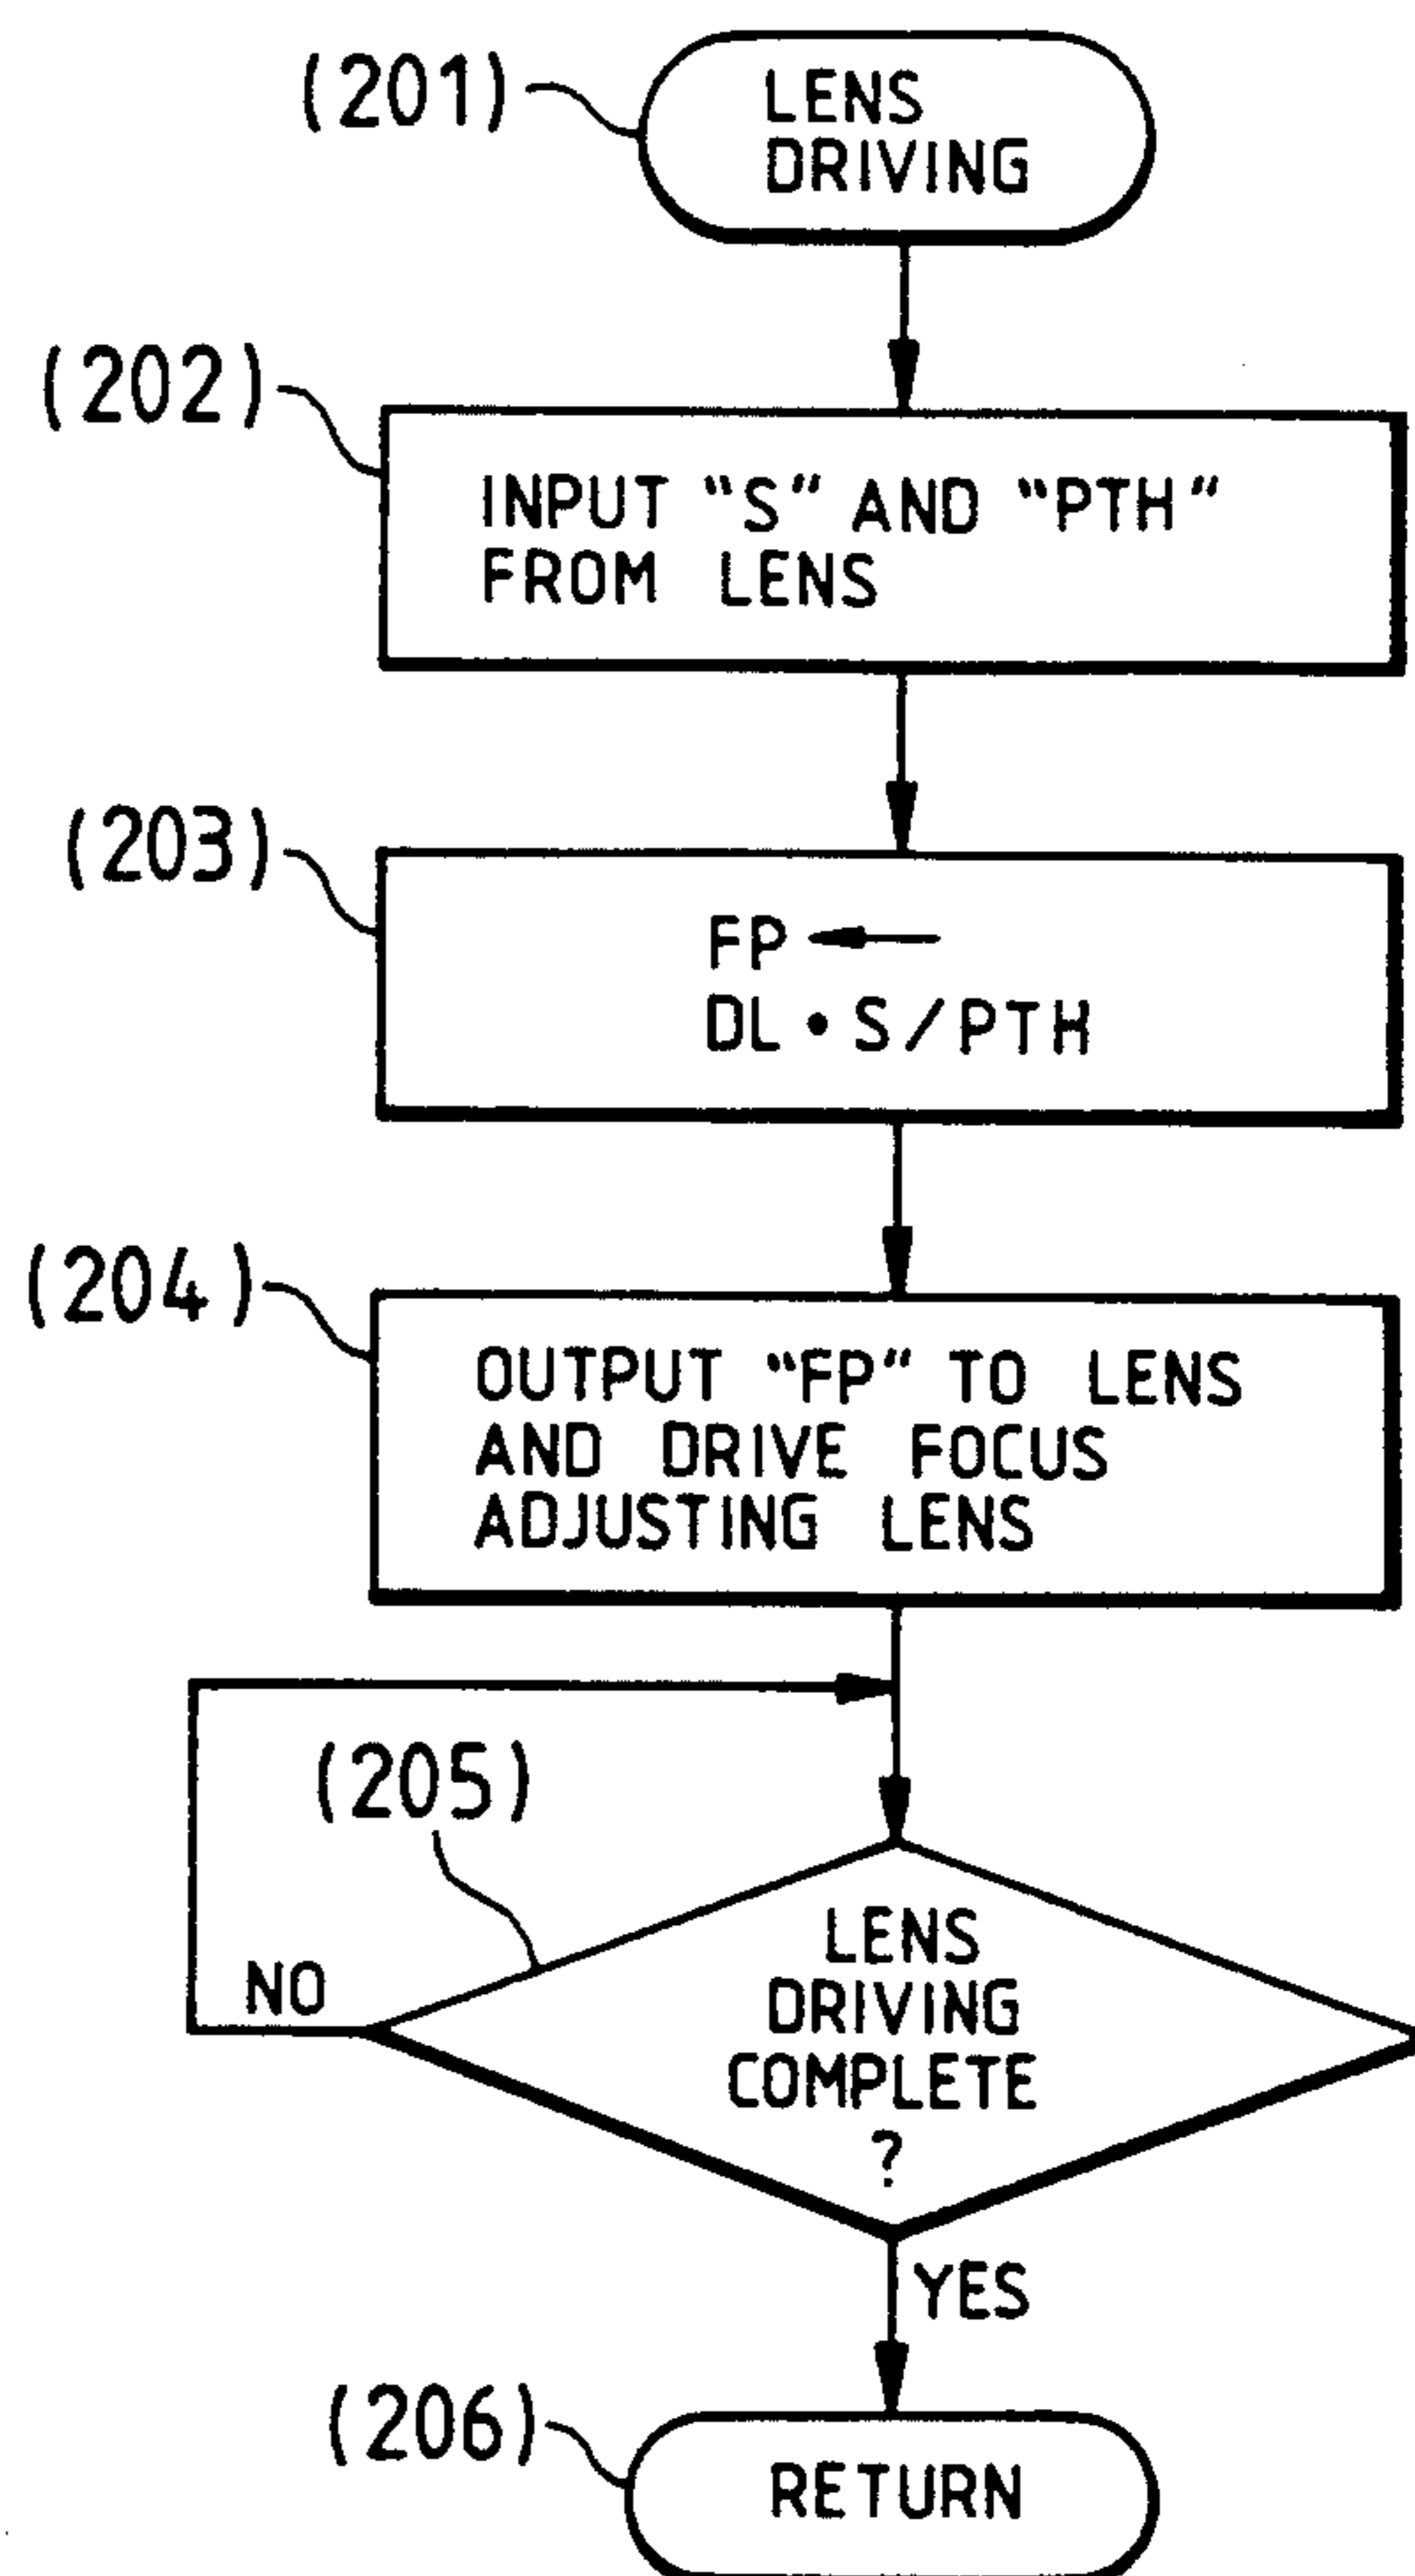 (201)
LENS
DRIVING
(202)
INPUT “S” AND “PTH”
FROM LENS
(203)
FP ←
DL • S/PTH
(204)
OUTPUT “FP” TO LENS
AND DRIVE FOCUS
ADJUSTING LENS
(205)
LENS
DRIVING
COMPLETE
?
NO
YES
(206)
RETURN